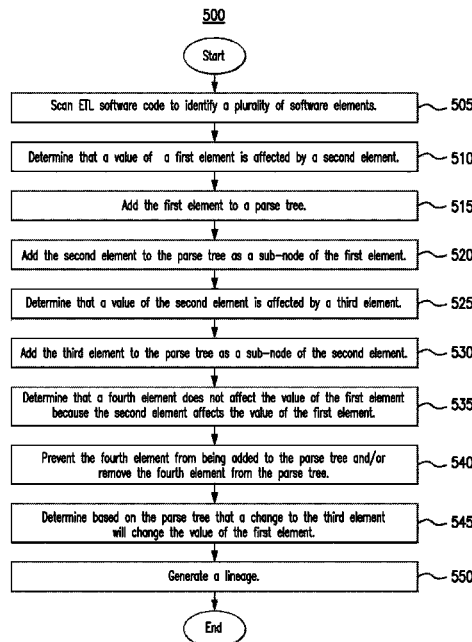 500
Start
Scan ETL software code to identify a plurality of software elements.
505
Determine that a value of a first element is affected by a second element.
510
Add the first element to a parse tree.
515
Add the second element to the parse tree as a sub-node of the first element.
520
Determine that a value of the second element is affected by a third element.
525
Add the third element to the parse tree as a sub-node of the second element.
530
Determine that a fourth element does not affect the value of the first element
because the second element affects the value of the first element.
535
Prevent the fourth element from being added to the parse tree and/or
remove the fourth element from the parse tree.
540
Determine based on the parse tree that a change to the third element
will change the value of the first element.
545
Generate a lineage.
550
End